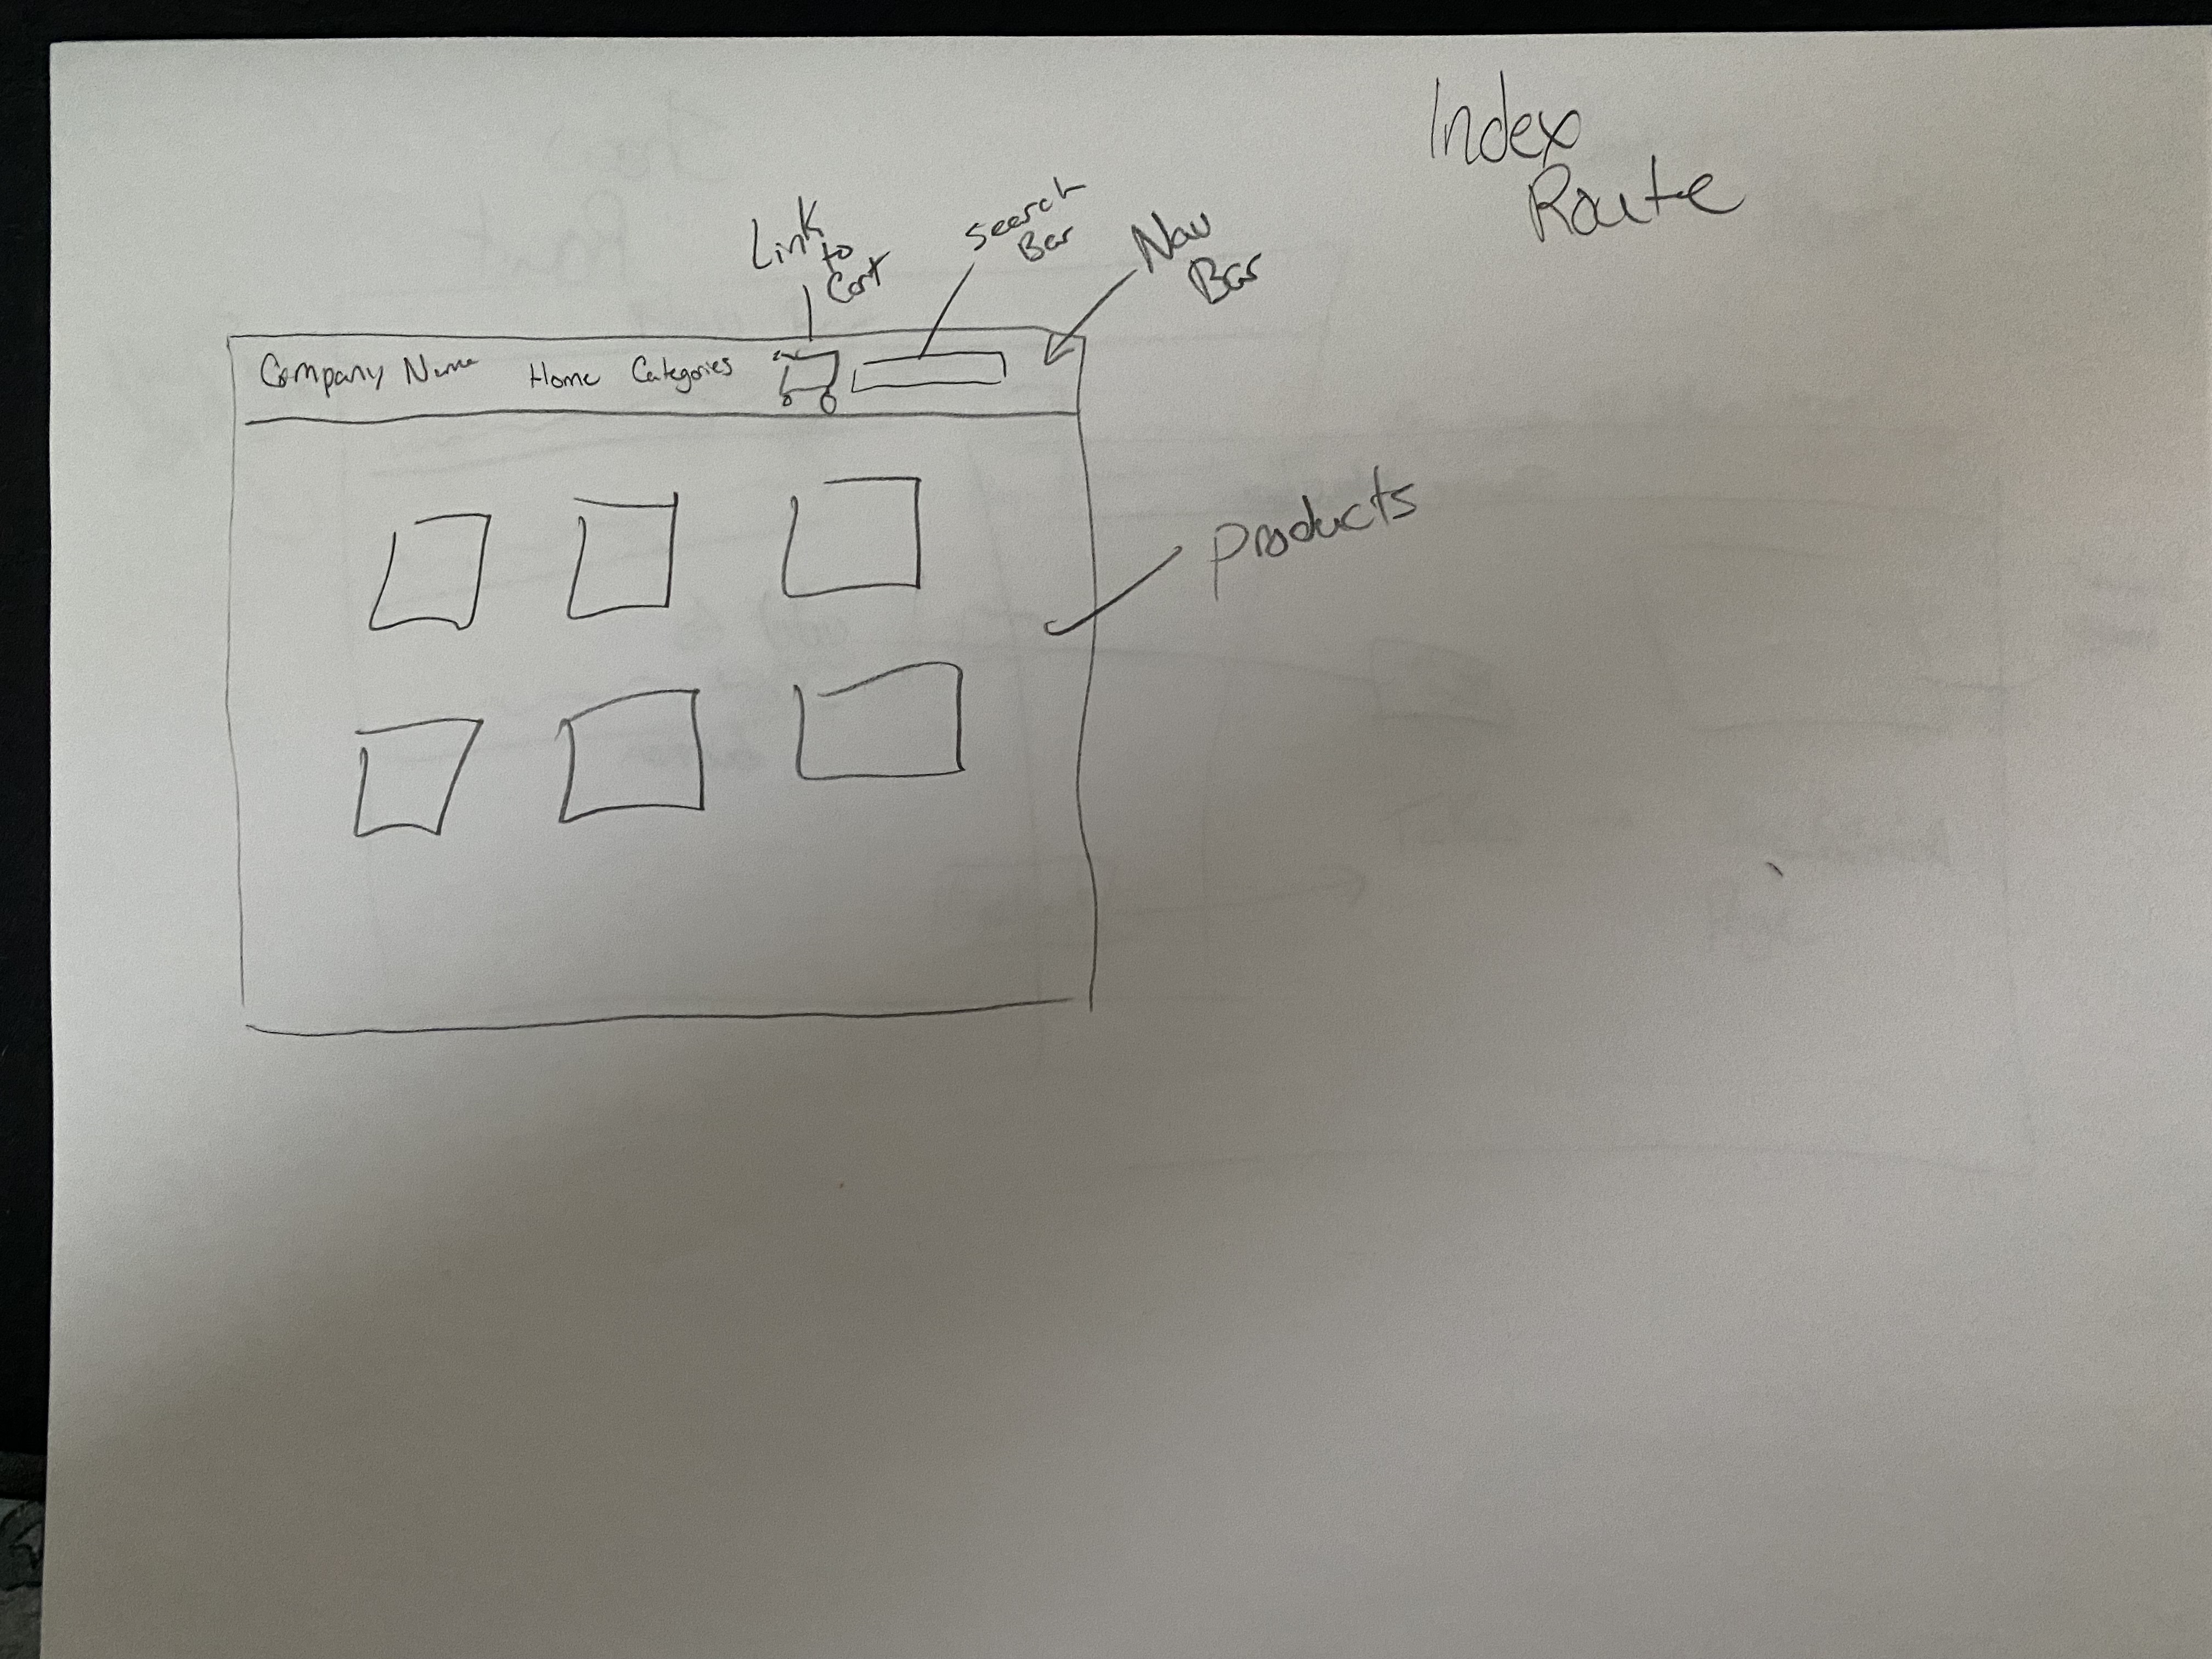 Index
Route
Link
to
Cart
Search
Bar
Nav
Bar
Company Name Home Categories
products